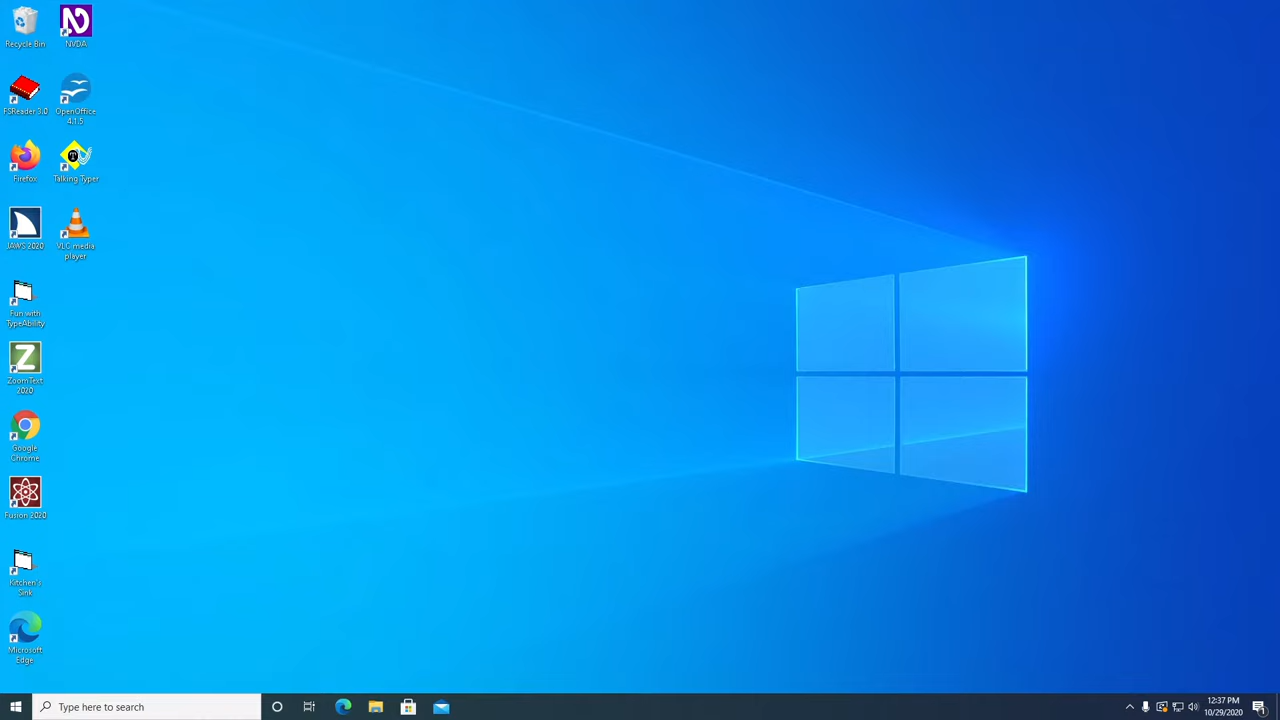 Recycle Bin
NVDA
FSReader 3.0
OpenOffice
4.1.5
Firefox
Talking Typer
JAWS 2020
VLC media
player
Fun with
TypeAbility
Z
ZoomText
2020
Google
Chrome
Fusion 2020
Kitchen's
Sink
Microsoft
Edge
Type here to search
12:37 PM
10/29/2020
1